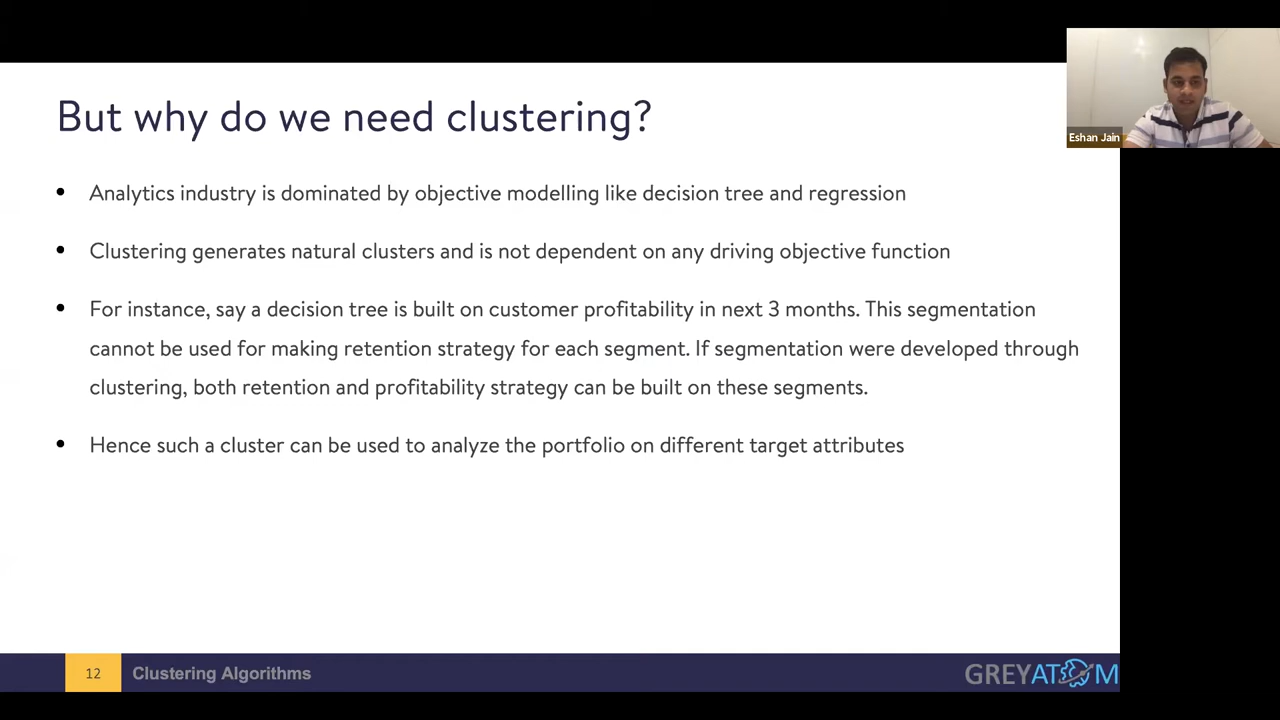 But why do we need clustering?
Eshan Jain
• Analytics industry is dominated by objective modelling like decision tree and regression
• Clustering generates natural clusters and is not dependent on any driving objective function
• For instance, say a decision tree is built on customer profitability in next 3 months. This segmentation
cannot be used for making retention strategy for each segment. If segmentation were developed through
clustering, both retention and profitability strategy can be built on these segments.
• Hence such a cluster can be used to analyze the portfolio on different target attributes
12
Clustering Algorithms
GREYATOM